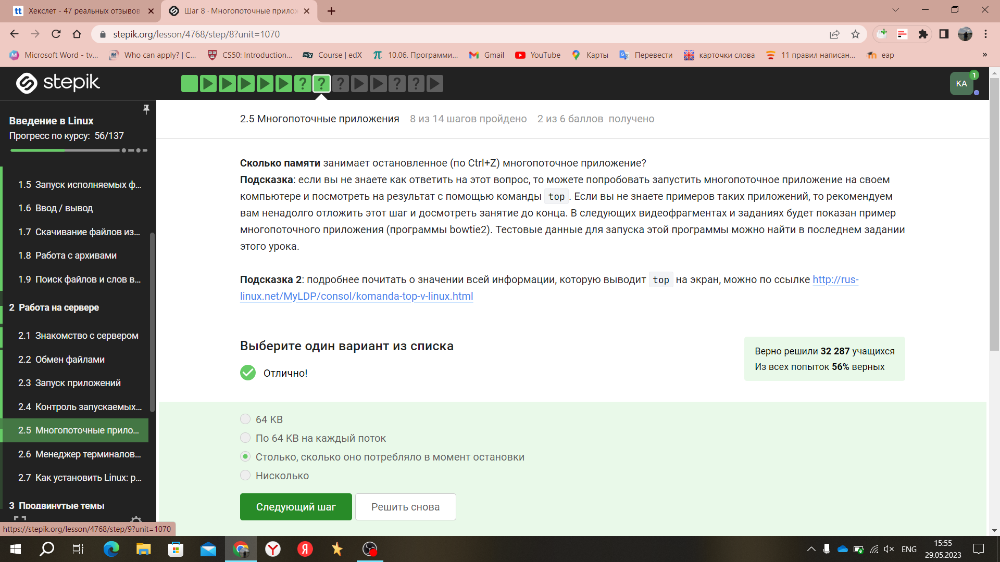 Хекслет - 47 реальных отзывов
Шаг 8 · Многопоточные прило
stepik.org/lesson/4768/step/8?unit=1070
Microsoft Word - tv...
Who can apply? | C...
CS50: Introduction...
edX
Course | edX
10.06. Программи...
Gmail
YouTube
Карты
Перевести
карточки слова
11 правил написан...
eap
»
stepik
? ? ? ? ?
KA
1
Введение в Linux
Прогресс по курсу: 56/137
1.5 Запуск исполняемых ф...
1.6 Ввод / вывод
1.7 Скачивание файлов из...
1.8 Работа с архивами
1.9 Поиск файлов и слов в...
2 Работа на сервере
2.1 Знакомство с сервером
2.2 Обмен файлами
2.3 Запуск приложений
2.4 Контроль запускаемых...
2.5 Многопоточные прило...
2.6 Менеджер терминалов...
2.7 Как установить Linux: р...
3 Продвинутые темы
2.5 Многопоточные приложения 8 из 14 шагов пройдено 2 из 6 баллов получено
Сколько памяти занимает остановленное (по Ctrl+Z) многопоточное приложение?
Подсказка: если вы не знаете как ответить на этот вопрос, то можете попробовать запустить многопоточное приложение на своем
компьютере и посмотреть на результат с помощью команды top . Если вы не знаете примеров таких приложений, то рекомендуем
вам ненадолго отложить этот шаг и досмотреть занятие до конца. В следующих видеофрагментах и заданиях будет показан пример
многопоточного приложения (программы bowtie2). Тестовые данные для запуска этой программы можно найти в последнем задании
этого урока.
Подсказка 2: подробнее почитать о значении всей информации, которую выводит top на экран, можно по ссылке http://rus-
linux.net/MyLDP/consol/komanda-top-v-linux.html
Выберите один вариант из списка
Отлично!
Верно решили 32 287 учащихся
Из всех попыток 56% верных
64 KB
По 64 KB на каждый поток
Столько, сколько оно потребляло в момент остановки
Нисколько
Следующий шаг
Решить снова
https://stepik.org/lesson/4768/step/9?unit=1070
ENG
15:55
29.05.2023